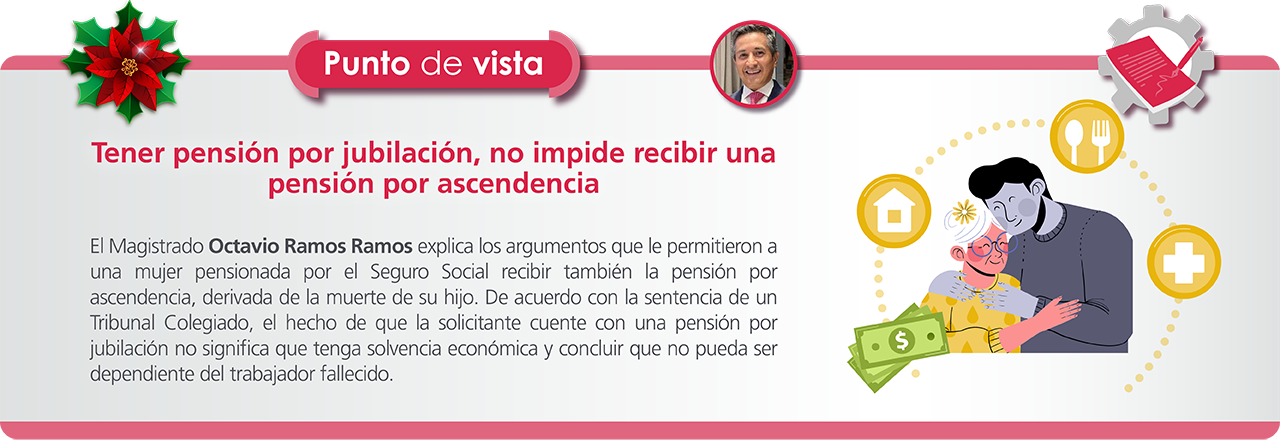 Punto de vista
Tener pensión por jubilación, no impide recibir una
pensión por ascendencia
El Magistrado Octavio Ramos Ramos explica los argumentos que le permitieron a
una mujer pensionada por el Seguro Social recibir también la pensión por
ascendencia, derivada de la muerte de su hijo. De acuerdo con la sentencia de un
Tribunal Colegiado, el hecho de que la solicitante cuente con una pensión por
jubilación no significa que tenga solvencia económica y concluir que no pueda ser
dependiente del trabajador fallecido.
$